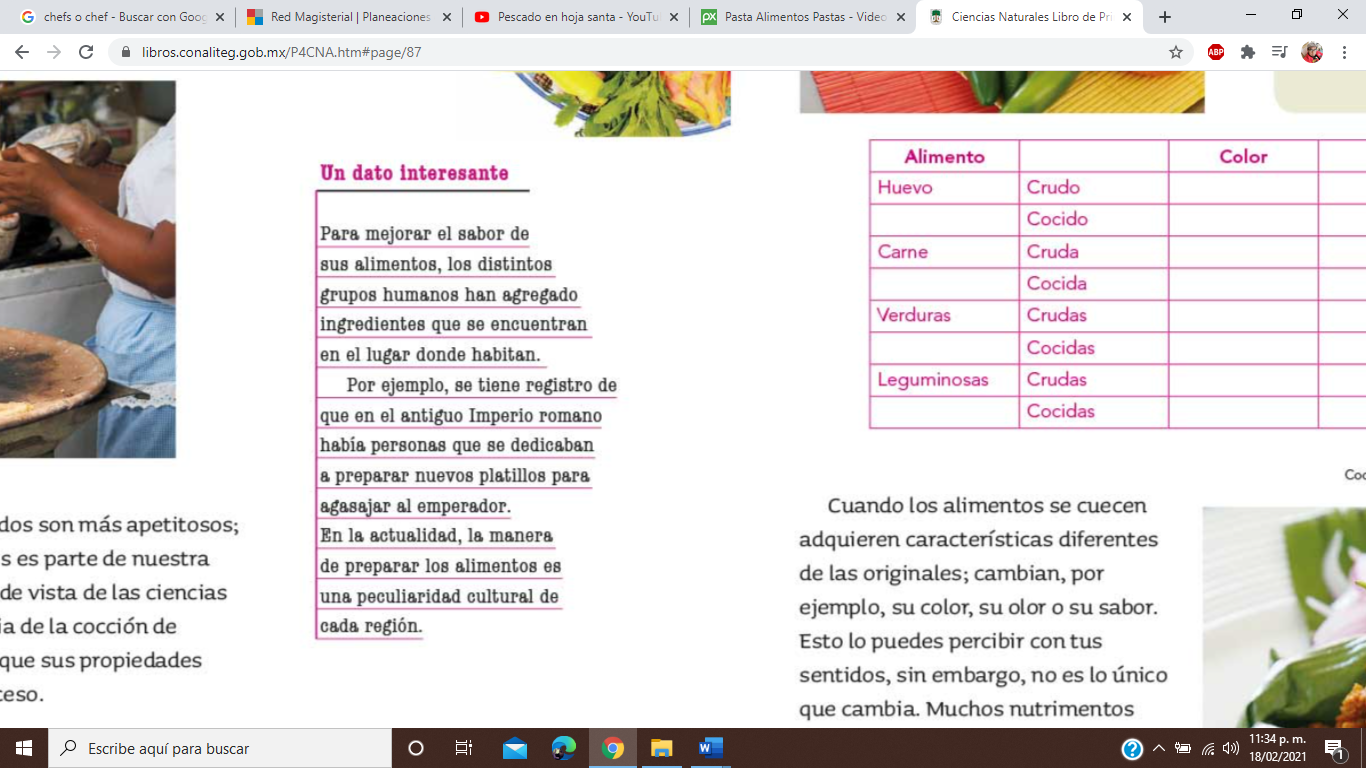 chefs o chef - Buscar con Goog
Red Magisterial | Planeaciones
Pescado en hoja santa - YouTu
Pasta Alimentos Pastas - Video
Ciencias Naturales Libro de Pri
libros.conaliteg.gob.mx/P4CNA.htm#page/87
ABP
Un dato interesante
Para mejorar el sabor de
sus alimentos, los distintos
grupos humanos han agregado
ingredientes que se encuentran
en el lugar donde habitan.
Por ejemplo, se tiene registro de
que en el antiguo Imperio romano
había personas que se dedicaban
a preparar nuevos platillos para
agasajar al emperador.
En la actualidad, la manera
de preparar los alimentos es
una peculiaridad cultural de
cada región.
dos son más apetitosos;
s es parte de nuestra
de vista de las ciencias
ia de la cocción de
que sus propiedades
ceso.
Alimento Color
Huevo Crudo
Cocido
Carne Cruda
Cocida
Verduras Crudas
Cocidas
Leguminosas Crudas
Cocidas
Coc
Cuando los alimentos se cuecen
adquieren características diferentes
de las originales; cambian, por
ejemplo, su color, su olor o su sabor.
Esto lo puedes percibir con tus
sentidos, sin embargo, no es lo único
que cambia. Muchos nutrimentos
Escribe aquí para buscar
11:34 p. m.
18/02/2021
1